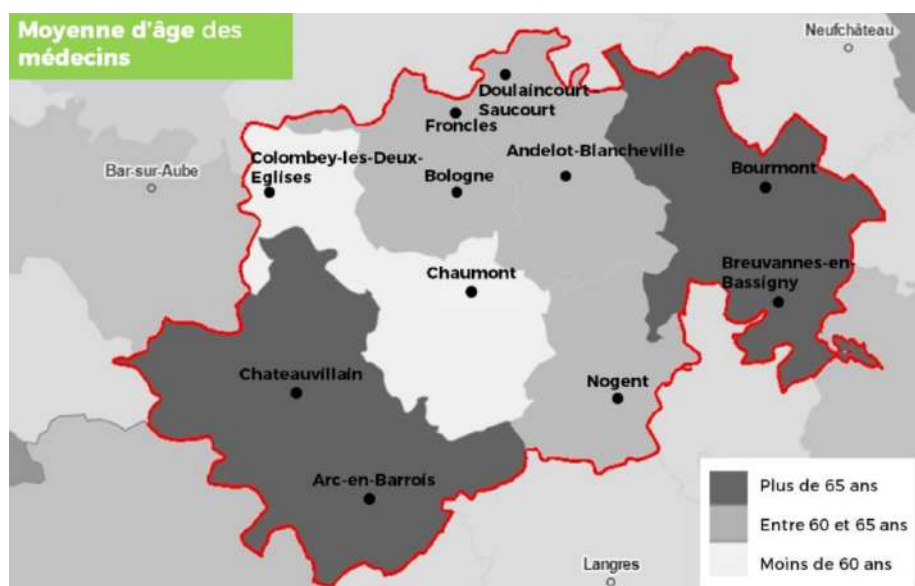 Moyenne d'âge des
médecins
Neufchâteau
Doulaincourt-
Saucourt
Froncles
Colombey-les-Deux-
Eglises
Andelot-Blancheville
Bar-sur-Aube
Bologne
Bourmont
Breuvannes-en-
Bassigny
Chaumont
Chateauvillain
Nogent
Arc-en-Barrois
Langres
Plus de 65 ans
Entre 60 et 65 ans
Moins de 60 ans